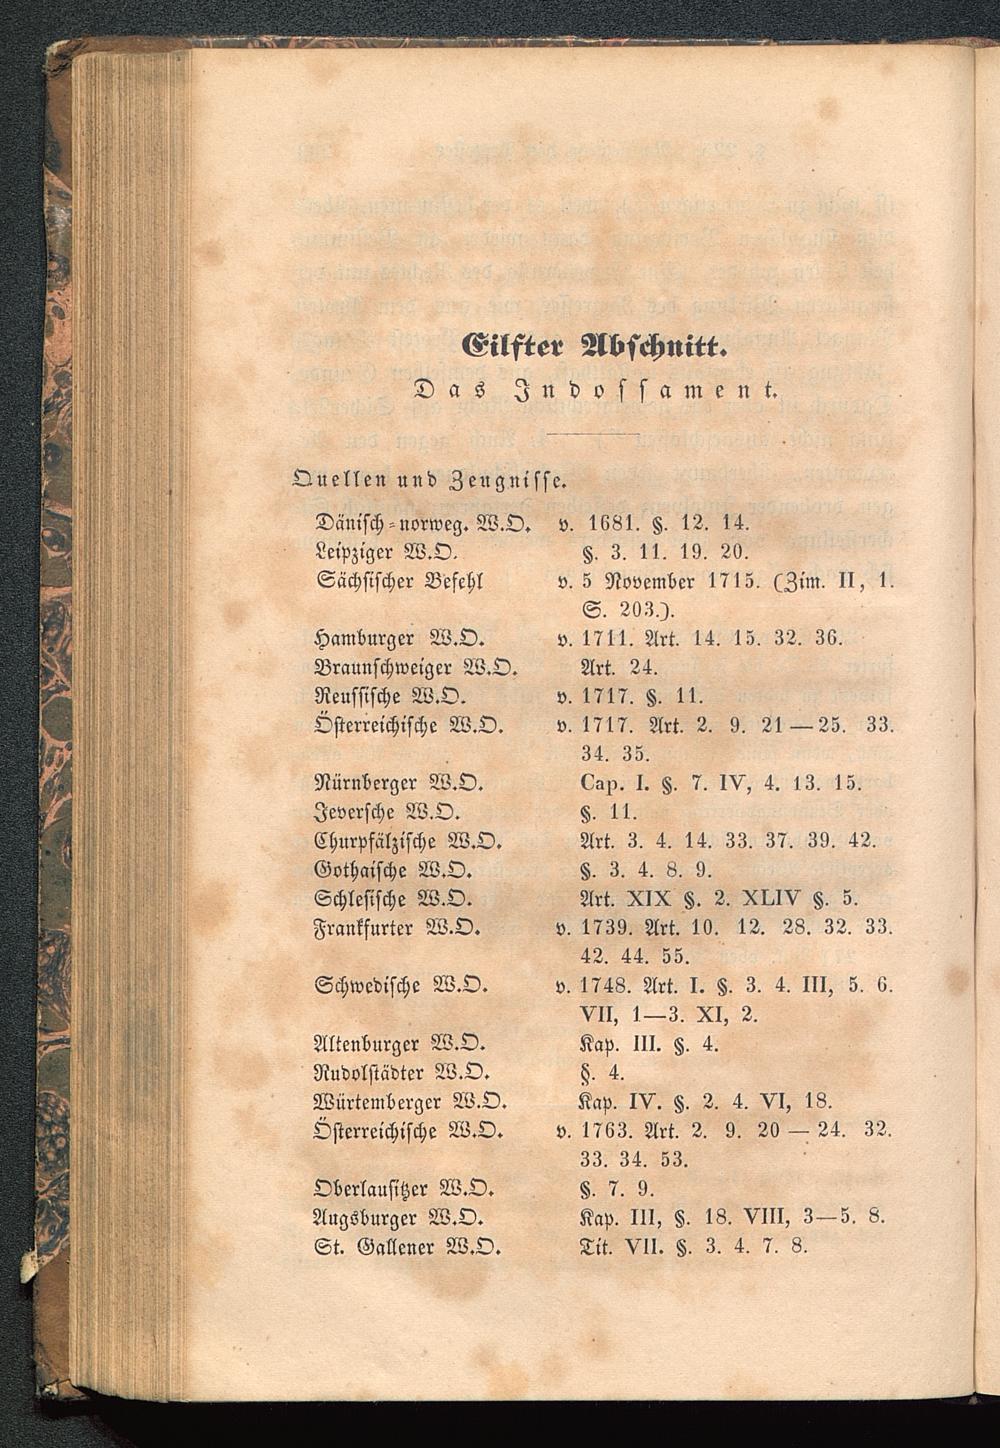 Eilfter Abschnitt.
Das Indossament.
Quellen und Zeugnisse.
Dänisch-norweg. W.O. v. 1681. §. 12. 14.
Leipziger W.O. §. 3. 11. 19. 20.
Sächsischer Befehl v. 5 November 1715. (Zim. II, 1.
S. 203.).
Hamburger W.O. v. 1711. Art. 14. 15. 32. 36.
Braunschweiger W.O. Art. 24.
Reussische W.O. v. 1717. §. 11.
Österreichische W.O. v. 1717. Art. 2. 9. 21—25. 33.
34. 35.
Nürnberger W.O. Cap. I. §. 7. IV, 4. 13. 15.
Jeversche W.O. §. 11.
Churpfälzische W.O. Art. 3. 4. 14. 33. 37. 39. 42.
Gothaische W.O. §. 3. 4. 8. 9.
Schlesische W.O. Art. XIX §. 2. XLIV §. 5.
Frankfurter W.O. v. 1739. Art. 10. 12. 28. 32. 33.
42. 44. 55.
Schwedische W.O. v. 1748. Art. I. §. 3. 4. III, 5. 6.
VII, 1—3. XI, 2.
Altenburger W.O. Kap. III. §. 4.
Rudolstädter W.O. §. 4.
Würtemberger W.O. Kap. IV. §. 2. 4. VI, 18.
Österreichische W.O. v. 1763. Art. 2. 9. 20—24. 32.
33. 34. 53.
Oberlausitzer W.O. §. 7. 9.
Augsburger W.O. Kap. III, §. 18. VIII, 3—5. 8.
St. Gallener W.O. Tit. VII. §. 3. 4. 7. 8.